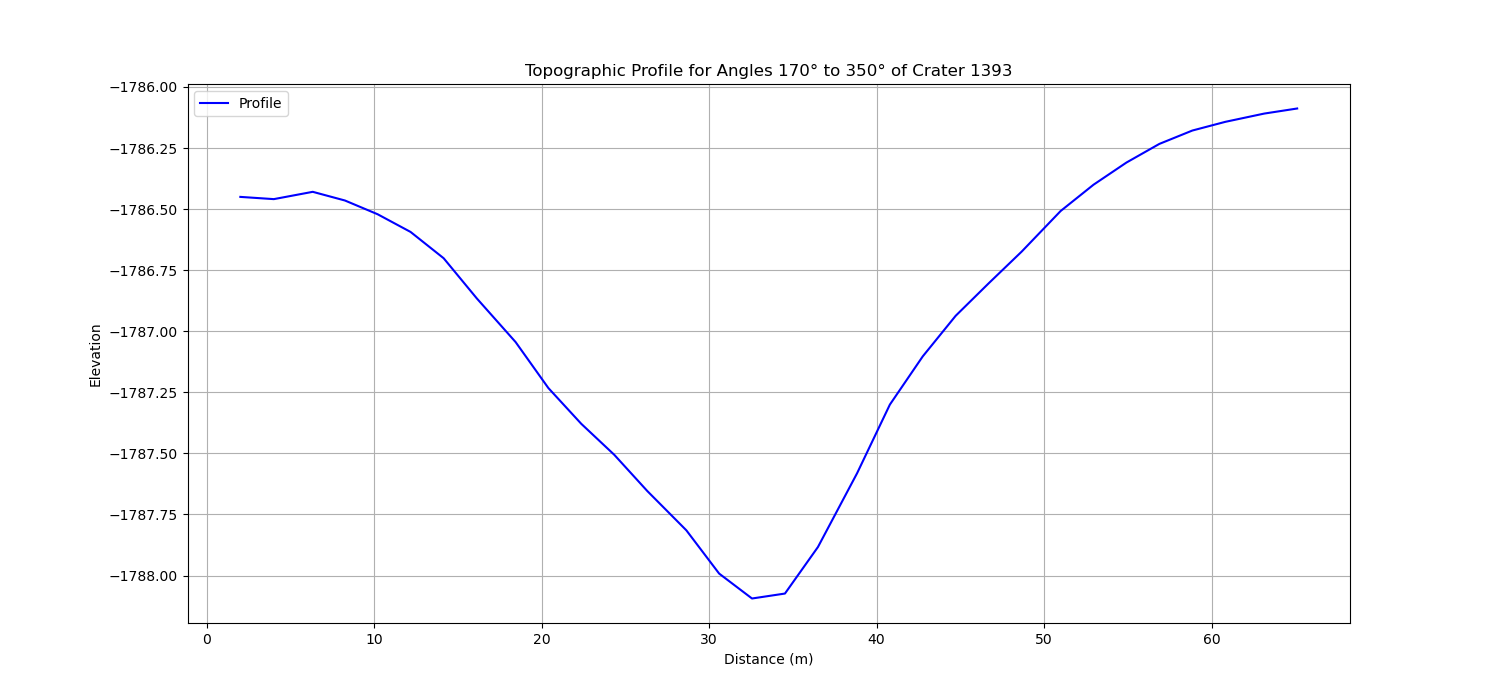 Topographic Profile for Angles 170° to 350° of Crater 1393
Profile
Elevation
−1786.00
−1786.25
−1786.50
−1786.75
−1787.00
−1787.25
−1787.50
−1787.75
−1788.00
0 10 20 30 40 50 60
Distance (m)